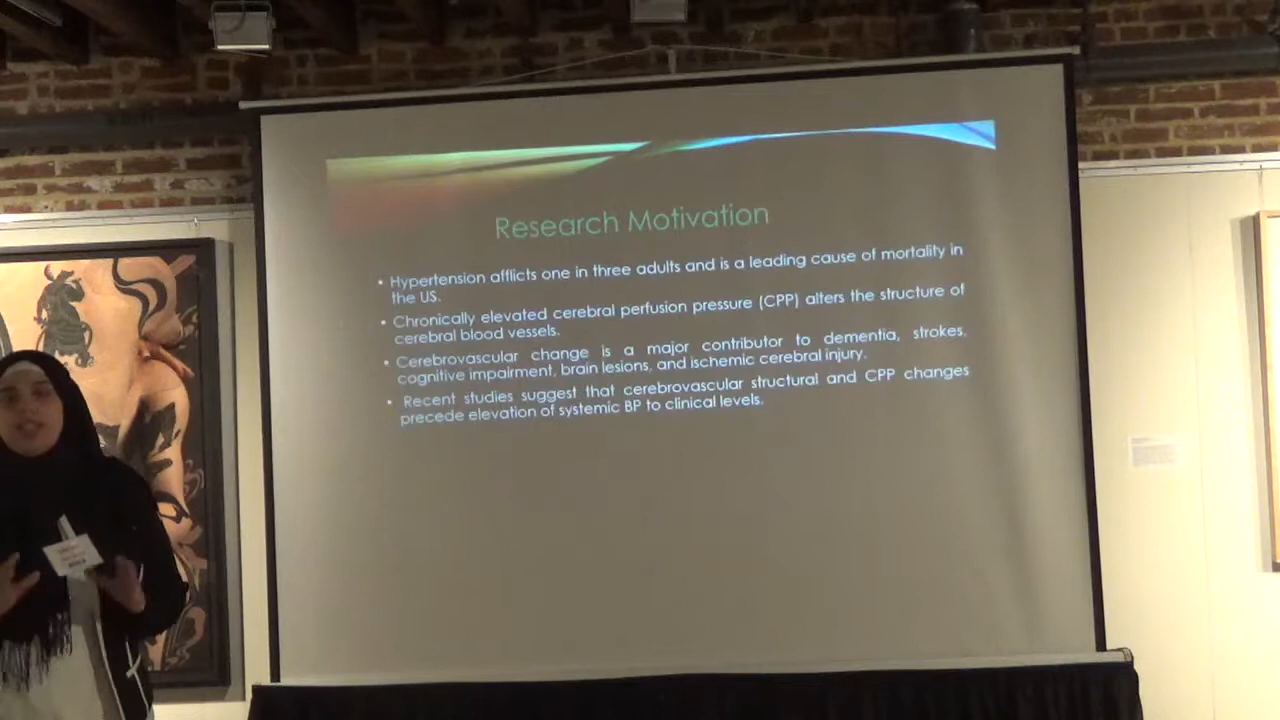 Research Motivation
• Hypertension afflicts one in three adults and is a leading cause of mortality in
the US.
• Chronically elevated cerebral perfusion pressure (CPP) alters the structure of
cerebral blood vessels.
• Cerebrovascular change is a major contributor to dementia, strokes,
cognitive impairment, brain lesions, and ischemic cerebral injury.
• Recent studies suggest that cerebrovascular structural and CPP changes
precede elevation of systemic BP to clinical levels.